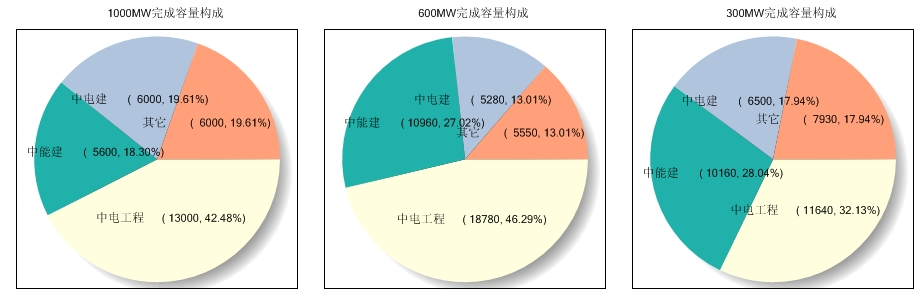 1000MW完成容量构成
中电建 ( 6000, 19.61%)
其它 ( 6000, 19.61%)
中能建 ( 5600, 18.30%)
中电工程 ( 13000, 42.48%)
600MW完成容量构成
中电建 ( 5280, 13.01%)
中能建 ( 10960, 27.02%)
其它 ( 5550, 13.01%)
中电工程 ( 18780, 46.29%)
300MW完成容量构成
中电建 ( 6500, 17.94%)
其它 ( 7930, 17.94%)
中能建 ( 10160, 28.04%)
中电工程 ( 11640, 32.13%)